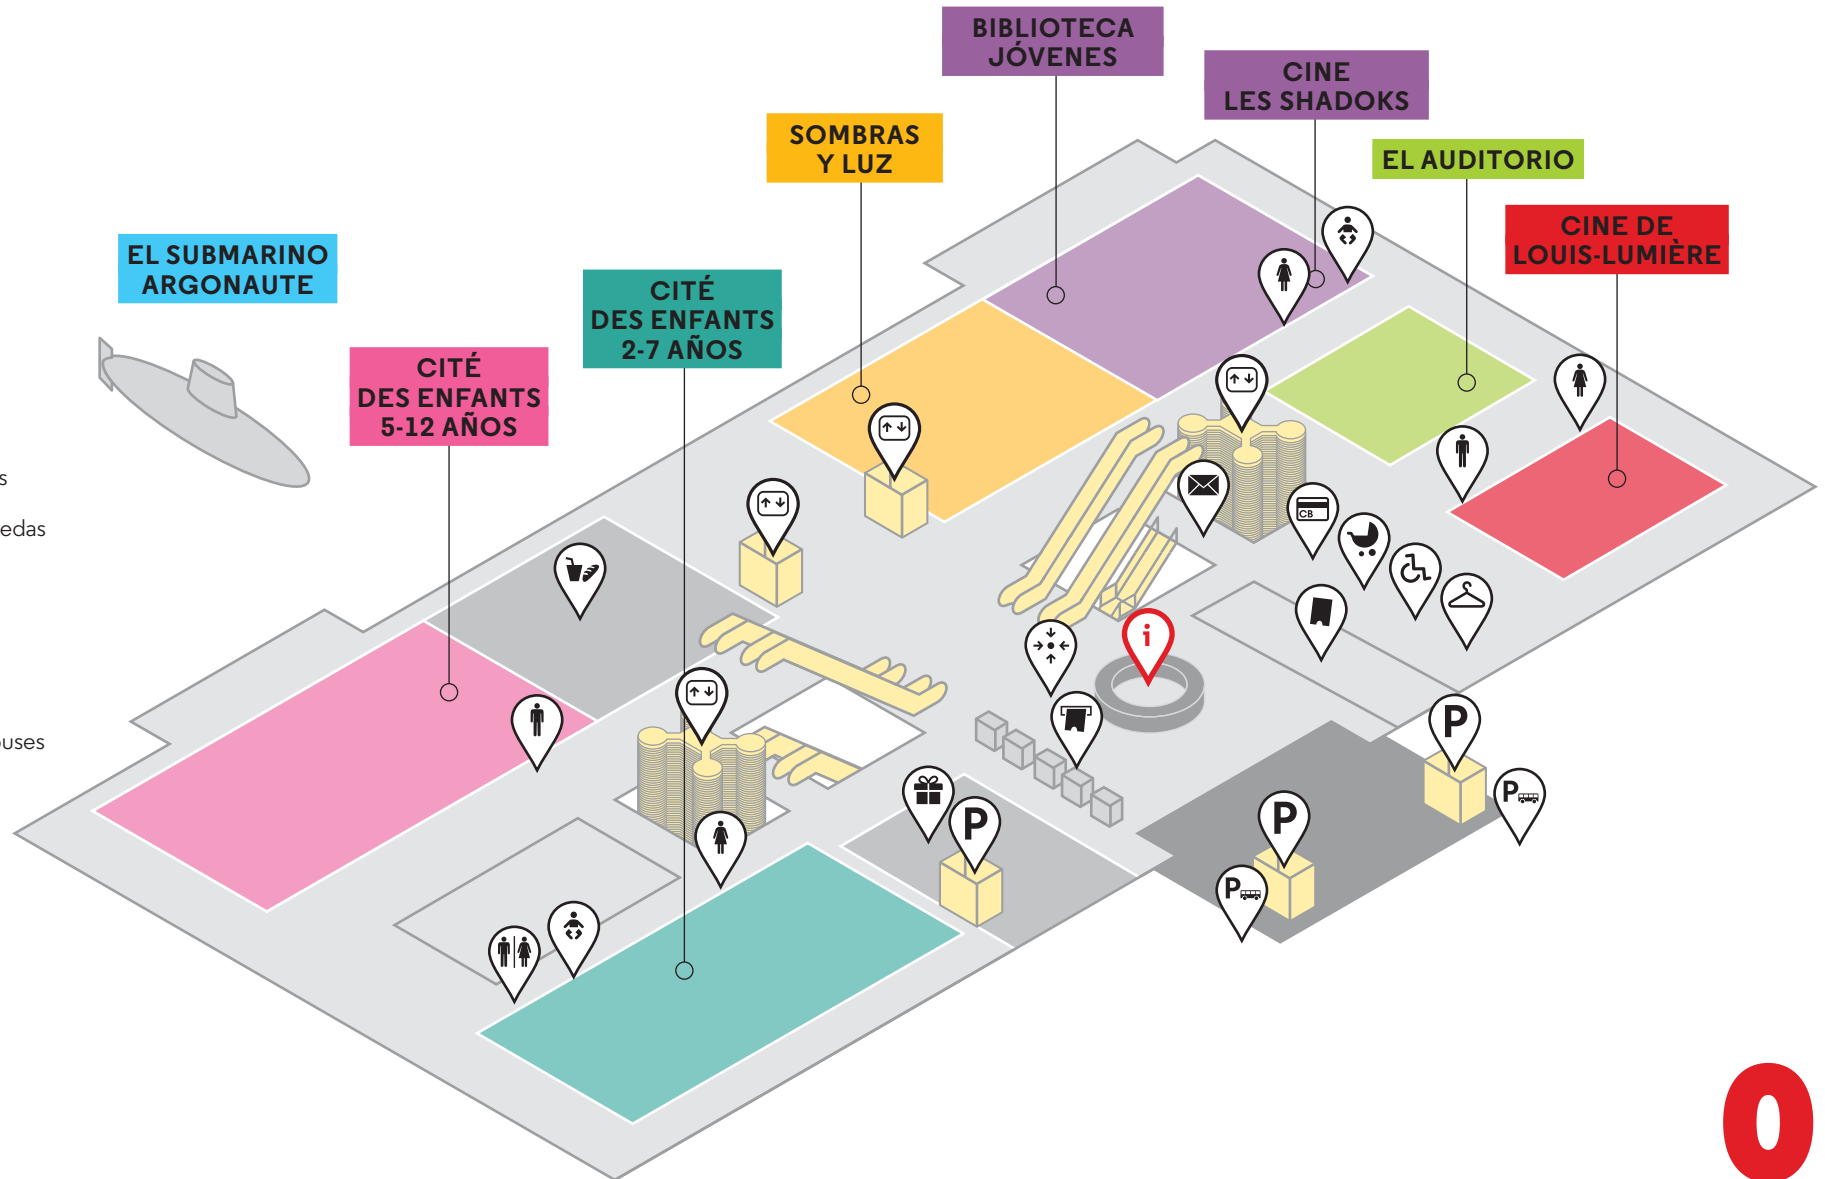 BIBLIOTECA
JÓVENES
CINE
LES SHADOKS
SOMBRAS
Y LUZ
EL AUDITORIO
CINE DE
LOUIS-LUMIÈRE
EL SUBMARINO
ARGONAUTE
CITÉ
DES ENFANTS
2-7 AÑOS
CITÉ
DES ENFANTS
5-12 AÑOS
s
edas
CB
i
ouses
P
P
P
P
P
0